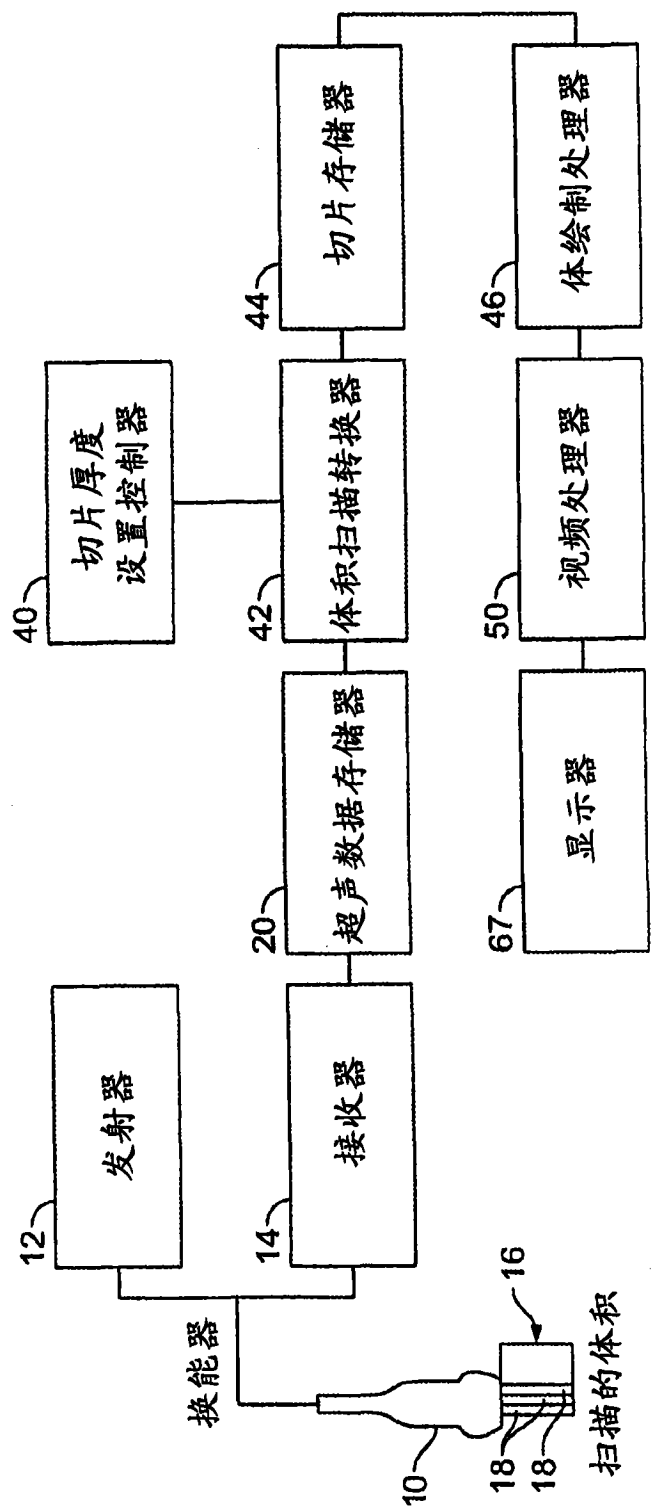 12
发射器
换能器
10
14
接收器
16
18
18
扫描的体积
20
超声数据存储器
40
切片厚度
设置控制器
42
体积扫描转换器
44
切片存储器
46
体绘制处理器
50
视频处理器
67
显示器